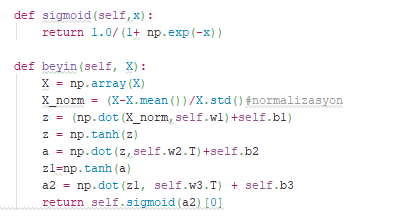 def sigmoid(self,x):
    return 1.0/(1+ np.exp(-x))

def beyin(self, X):
    X = np.array(X)
    X_norm = (X-X.mean())/X.std()#normalizasyon
    z = (np.dot(X_norm,self.w1)+self.b1)
    z = np.tanh(z)
    a = np.dot(z,self.w2.T)+self.b2
    z1=np.tanh(a)
    a2 = np.dot(z1, self.w3.T) + self.b3
    return self.sigmoid(a2)[0]